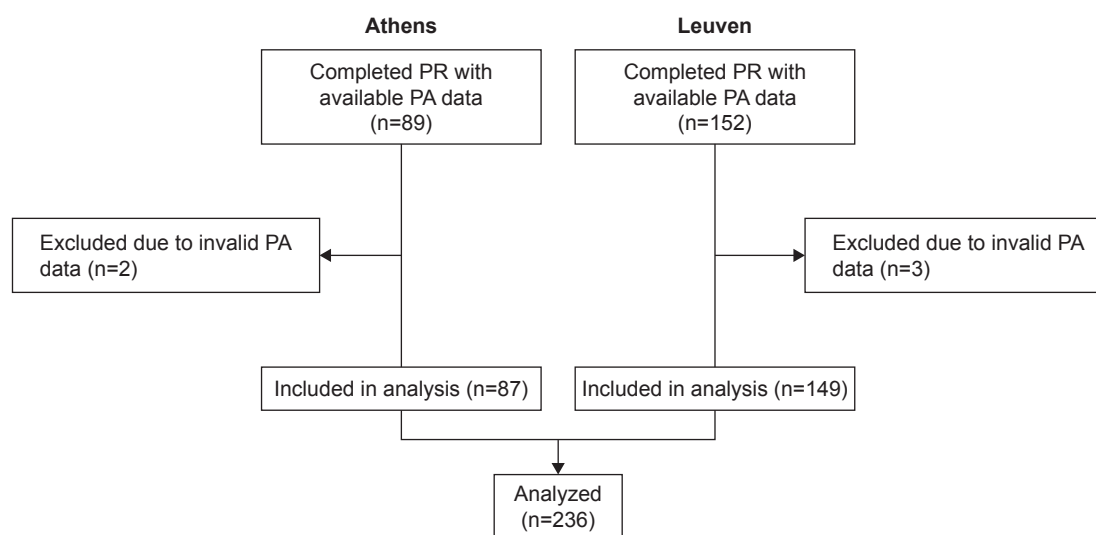 Athens
Leuven
Completed PR with
available PA data
(n=89)
Completed PR with
available PA data
(n=152)
Excluded due to invalid PA
data (n=2)
Excluded due to invalid PA
data (n=3)
Included in analysis (n=87)
Included in analysis (n=149)
Analyzed
(n=236)